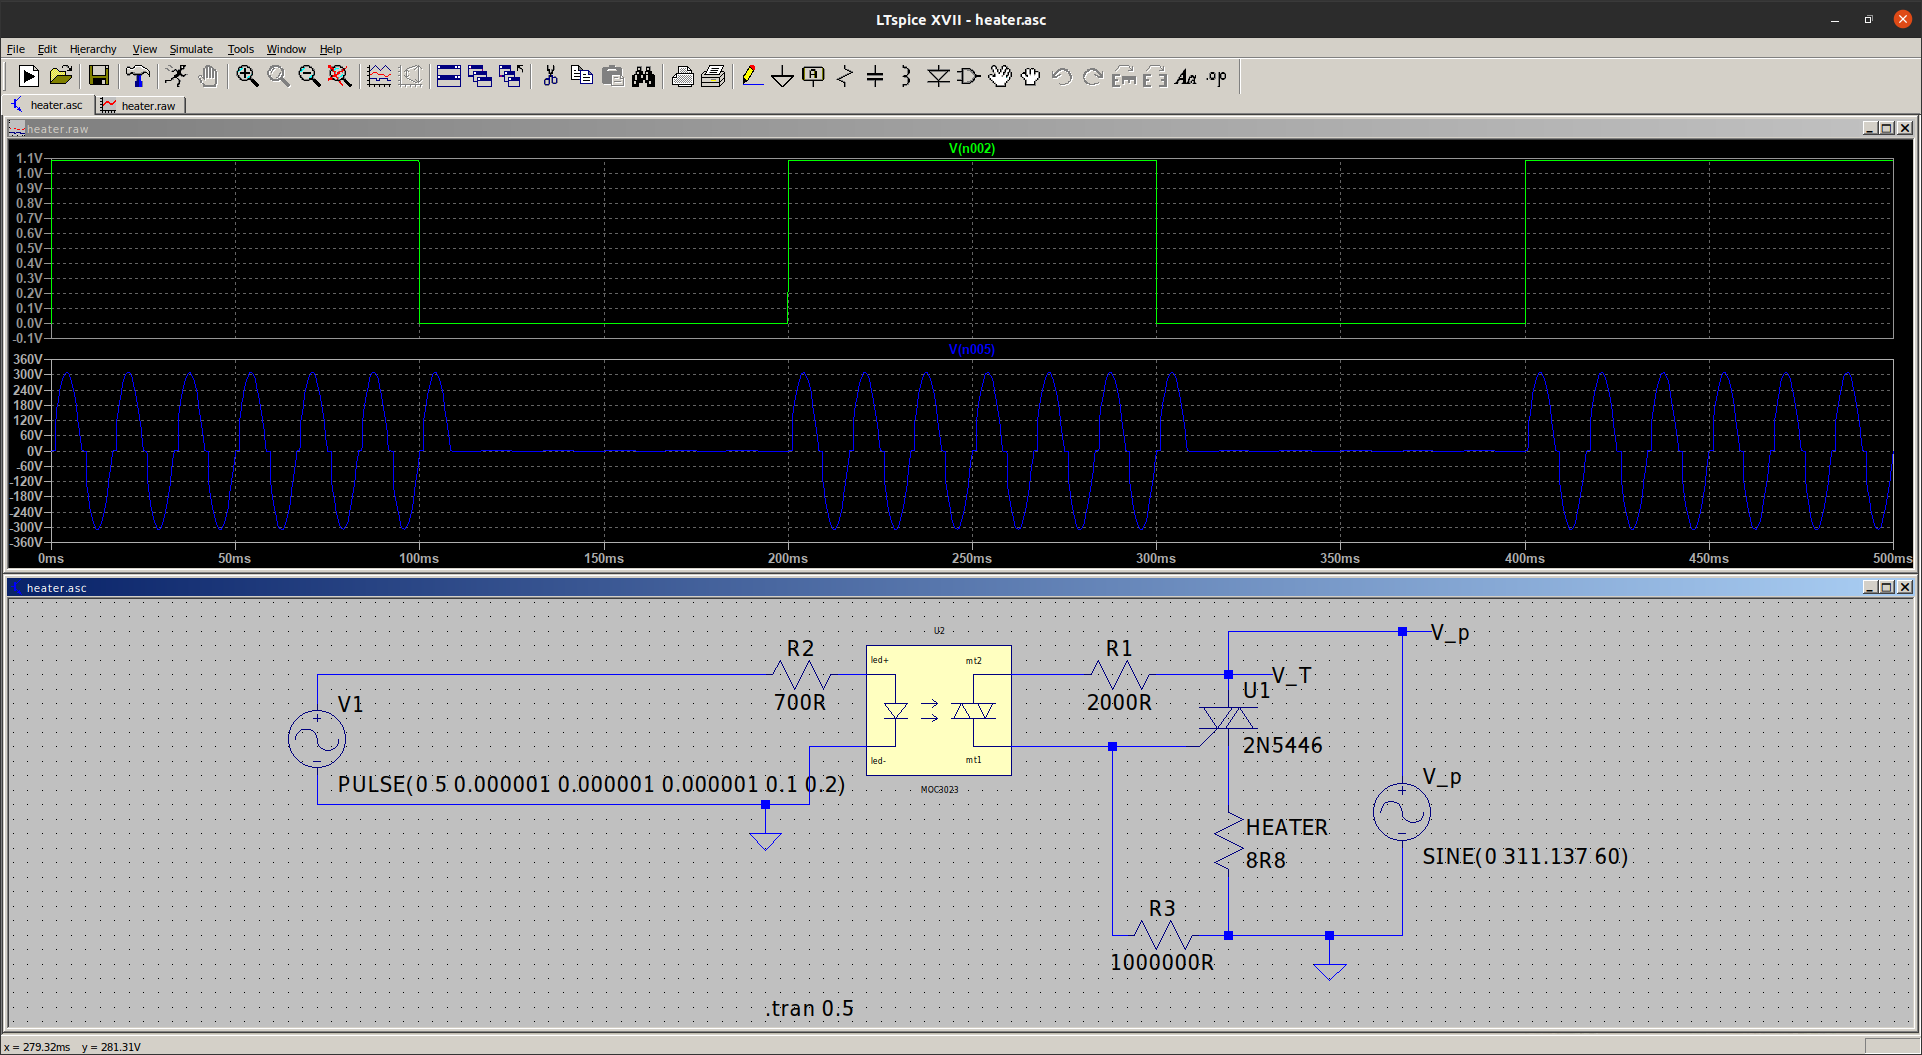 LTspice XVII - heater.asc
File Edit Hierarchy View Simulate Tools Window Help
heater.asc heater.raw
heater.raw
V(n002)
1.1V
1.0V
0.9V
0.8V
0.7V
0.6V
0.5V
0.4V
0.3V
0.2V
0.1V
0.0V
-0.1V
V(n005)
360V
300V
240V
180V
120V
60V
0V
-60V
-120V
-180V
-240V
-300V
-360V
0ms 50ms 100ms 150ms 200ms 250ms 300ms 350ms 400ms 450ms 500ms
heater.asc
U2
V_p
R2
R1
led+
mt2
V_T
700R
2000R
U1
V1
2N5446
led-
mt1
V_p
PULSE(0 5 0.000001 0.000001 0.000001 0.1 0.2)
MOC3023
HEATER
8R8
SINE(0 311.137 60)
R3
1000000R
.tran 0.5
x = 279.32ms y = 281.31V